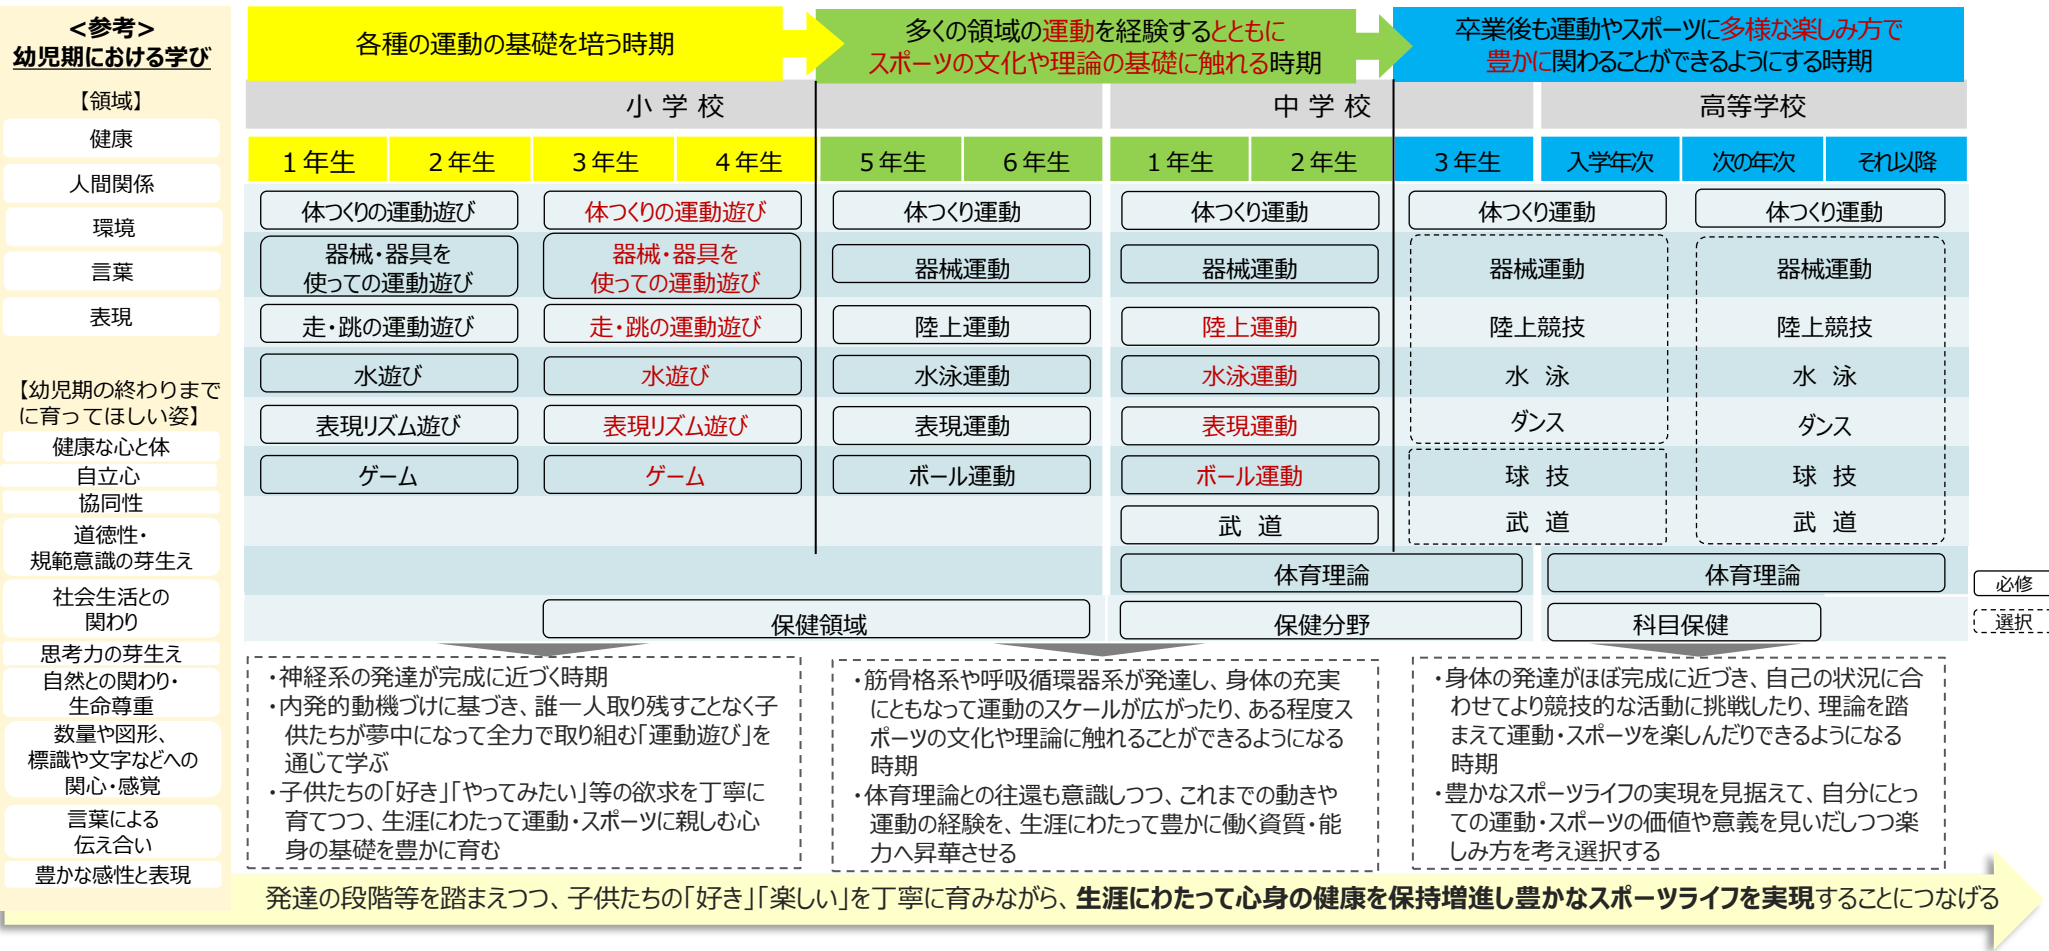 <参考>
幼児期における学び
【領域】
健康
人間関係
環境
言葉
表現
【幼児期の終わりまで
に育ってほしい姿】
健康な心と体
自立心
協同性
道徳性・
規範意識の芽生え
社会生活との
関わり
思考力の芽生え
自然との関わり・
生命尊重
数量や図形、
標識や文字などへの
関心・感覚
言葉による
伝え合い
豊かな感性と表現
各種の運動の基礎を培う時期
多くの領域の運動を経験するとともに
スポーツの文化や理論の基礎に触れる時期
卒業後も運動やスポーツに多様な楽しみ方で
豊かに関わることができるようにする時期
小 学 校
中 学 校
高等学校
1年生 2年生 3年生 4年生 5年生 6年生 1年生 2年生 3年生 入学年次 次の年次 それ以降
体つくりの運動遊び 体つくりの運動遊び 体つくり運動 体つくり運動 体つくり運動 体つくり運動
器械・器具を
使っての運動遊び
器械・器具を
使っての運動遊び
器械運動 器械運動 器械運動 器械運動
走・跳の運動遊び 走・跳の運動遊び 陸上運動 陸上運動 陸上競技 陸上競技
水遊び 水遊び 水泳運動 水泳運動 水 泳 水 泳
表現リズム遊び 表現リズム遊び 表現運動 表現運動 ダンス ダンス
ゲーム ゲーム ボール運動 ボール運動 球 技 球 技
武 道 武 道 武 道
体育理論 体育理論
保健領域 保健分野 科目保健
必修
選択
・神経系の発達が完成に近づく時期
・内発的動機づけに基づき、誰一人取り残すことなく子
供たちが夢中になって全力で取り組む「運動遊び」を
通じて学ぶ
・子供たちの「好き」「やってみたい」等の欲求を丁寧に
育てつつ、生涯にわたって運動・スポーツに親しむ心
身の基礎を豊かに育む
・筋骨格系や呼吸循環器系が発達し、身体の充実
にともなって運動のスケールが広がったり、ある程度ス
ポーツの文化や理論に触れることができるようになる
時期
・体育理論との往還も意識しつつ、これまでの動きや
運動の経験を、生涯にわたって豊かに働く資質・能
力へ昇華させる
・身体の発達がほぼ完成に近づき、自己の状況に合
わせてより競技的な活動に挑戦したり、理論を踏
まえて運動・スポーツを楽しんだりできるようになる
時期
・豊かなスポーツライフの実現を見据えて、自分にとっ
ての運動・スポーツの価値や意義を見いだしつつ楽
しみ方を考え選択する
発達の段階等を踏まえつつ、子供たちの「好き」「楽しい」を丁寧に育みながら、生涯にわたって心身の健康を保持増進し豊かなスポーツライフを実現することにつなげる